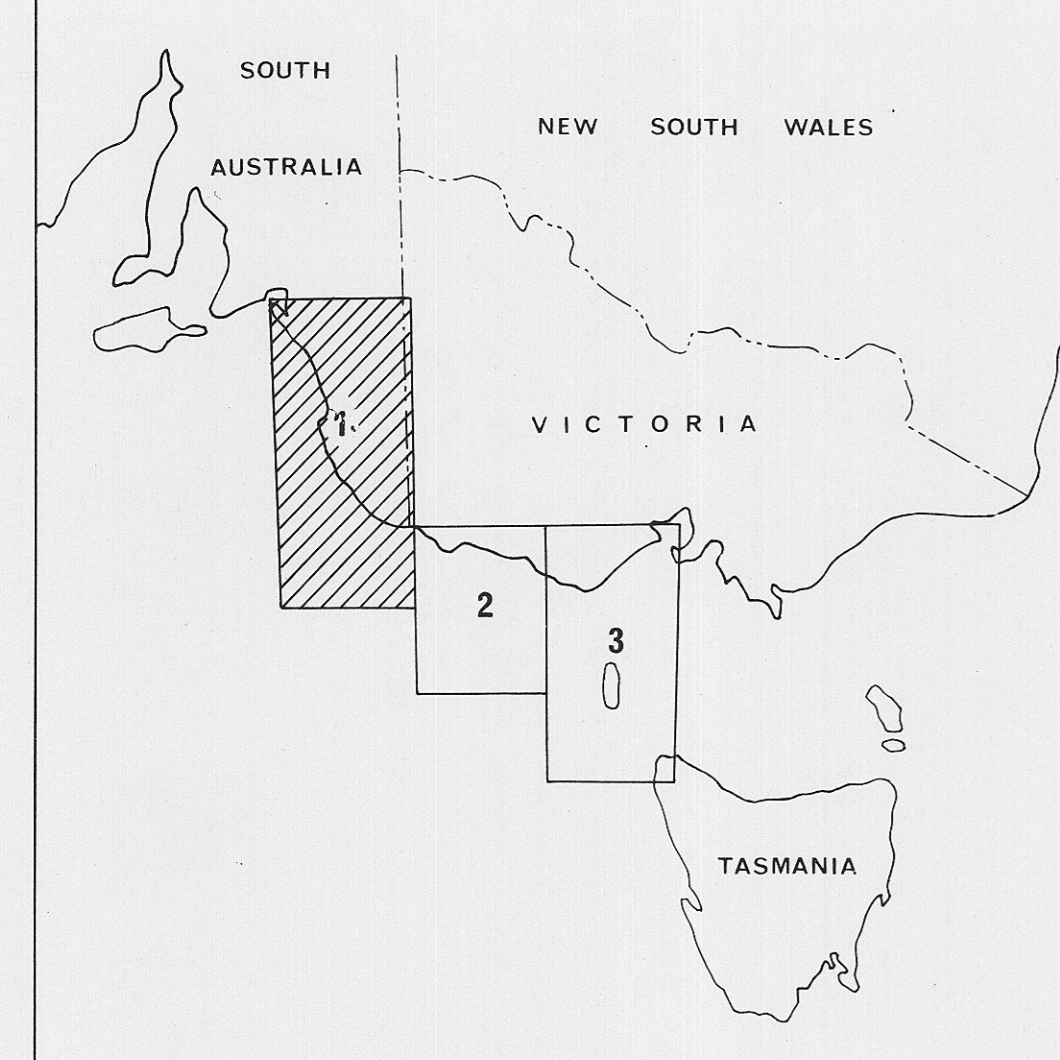 SOUTH
AUSTRALIA
NEW SOUTH WALES
VICTORIA
1.
2
3
TASMANIA